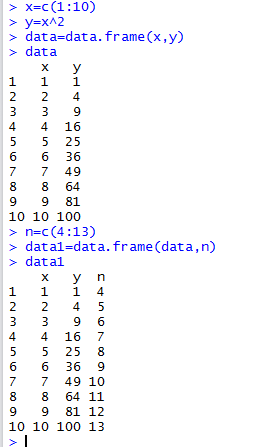 > x=c(1:10)
> y=x^2
> data=data.frame(x,y)
> data
    x   y
1   1   1
2   2   4
3   3   9
4   4  16
5   5  25
6   6  36
7   7  49
8   8  64
9   9  81
10 10 100
> n=c(4:13)
> data1=data.frame(data,n)
> data1
    x   y  n
1   1   1  4
2   2   4  5
3   3   9  6
4   4  16  7
5   5  25  8
6   6  36  9
7   7  49 10
8   8  64 11
9   9  81 12
10 10 100 13
>